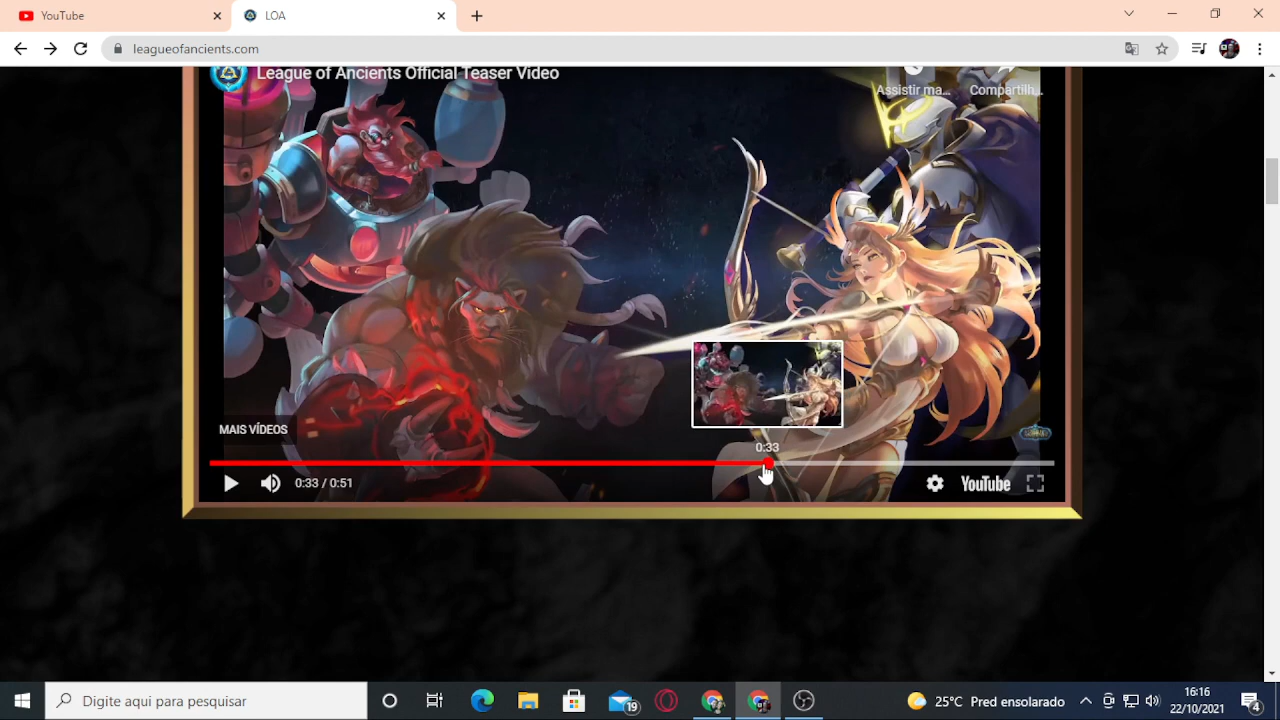 YouTube
LOA
leagueofancients.com
League of Ancients Official Teaser Video
Assistir ma...
Compartilh...
MAIS VÍDEOS
0:33
0:33 / 0:51
YouTube
Digite aqui para pesquisar
19
25°C Pred ensolarado
16:16
22/10/2021
4